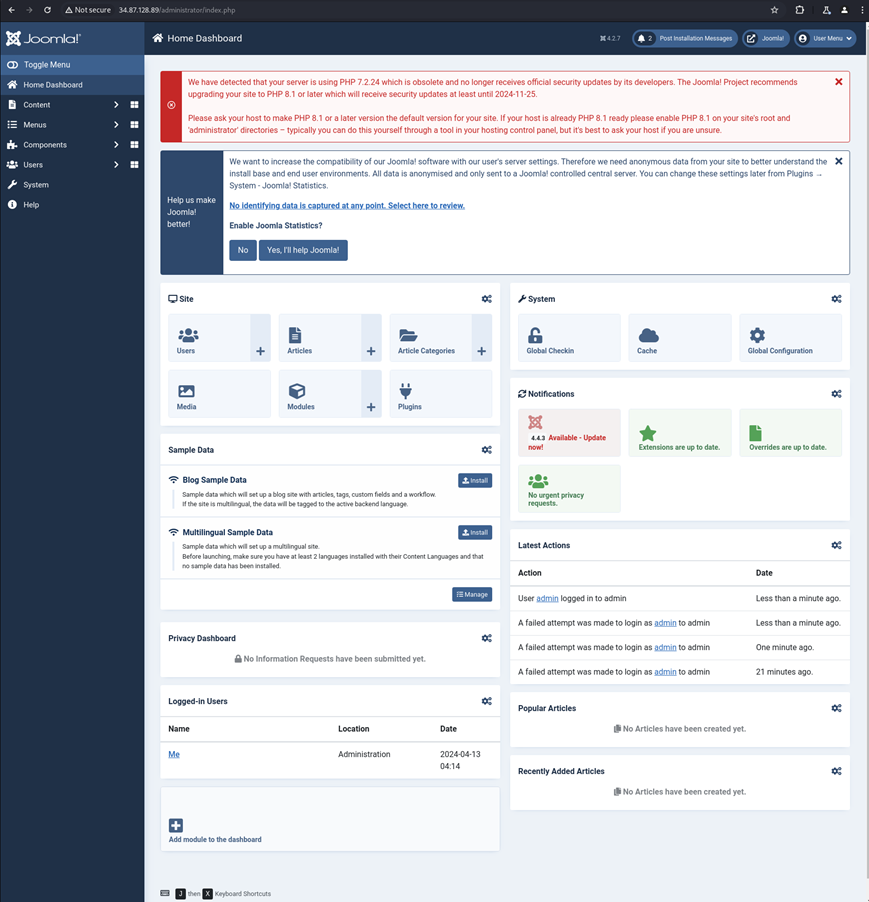 Not secure 34.87.128.89/administrator/index.php
Joomla!
Home Dashboard
4.2.7
2 Post Installation Messages
Joomla!
User Menu
Toggle Menu
Home Dashboard
Content
Menus
Components
Users
System
Help
We have detected that your server is using PHP 7.2.24 which is obsolete and no longer receives official security updates by its developers. The Joomla! Project recommends
upgrading your site to PHP 8.1 or later which will receive security updates at least until 2024-11-25.
Please ask your host to make PHP 8.1 or a later version the default version for your site. If your host is already PHP 8.1 ready please enable PHP 8.1 on your site's root and
'administrator' directories – typically you can do this yourself through a tool in your hosting control panel, but it's best to ask your host if you are unsure.
Help us make
Joomla!
better!
We want to increase the compatibility of our Joomla! software with our user's server settings. Therefore we need anonymous data from your site to better understand the
install base and end user environments. All data is anonymised and only sent to a Joomla! controlled central server. You can change these settings later from Plugins →
System - Joomla! Statistics.
No identifying data is captured at any point. Select here to review.
Enable Joomla Statistics?
No
Yes, I'll help Joomla!
Site
Users
Articles
Article Categories
Media
Modules
Plugins
Sample Data
Blog Sample Data
Install
Sample data which will set up a blog site with articles, tags, custom fields and a workflow.
If the site is multilingual, the data will be tagged to the active backend language.
Multilingual Sample Data
Install
Sample data which will set up a multilingual site.
Before launching, make sure you have at least 2 languages installed with their Content Languages and that
no sample data has been installed.
Manage
Privacy Dashboard
No Information Requests have been submitted yet.
Logged-in Users
Name Location Date
Me Administration 2024-04-13
04:14
Add module to the dashboard
System
Global Checkin
Cache
Global Configuration
Notifications
4.4.3 Available - Update
now!
Extensions are up to date.
Overrides are up to date.
No urgent privacy
requests.
Latest Actions
Action Date
User admin logged in to admin Less than a minute ago.
A failed attempt was made to login as admin to admin Less than a minute ago.
A failed attempt was made to login as admin to admin One minute ago.
A failed attempt was made to login as admin to admin 21 minutes ago.
Popular Articles
No Articles have been created yet.
Recently Added Articles
No Articles have been created yet.
J then X Keyboard Shortcuts